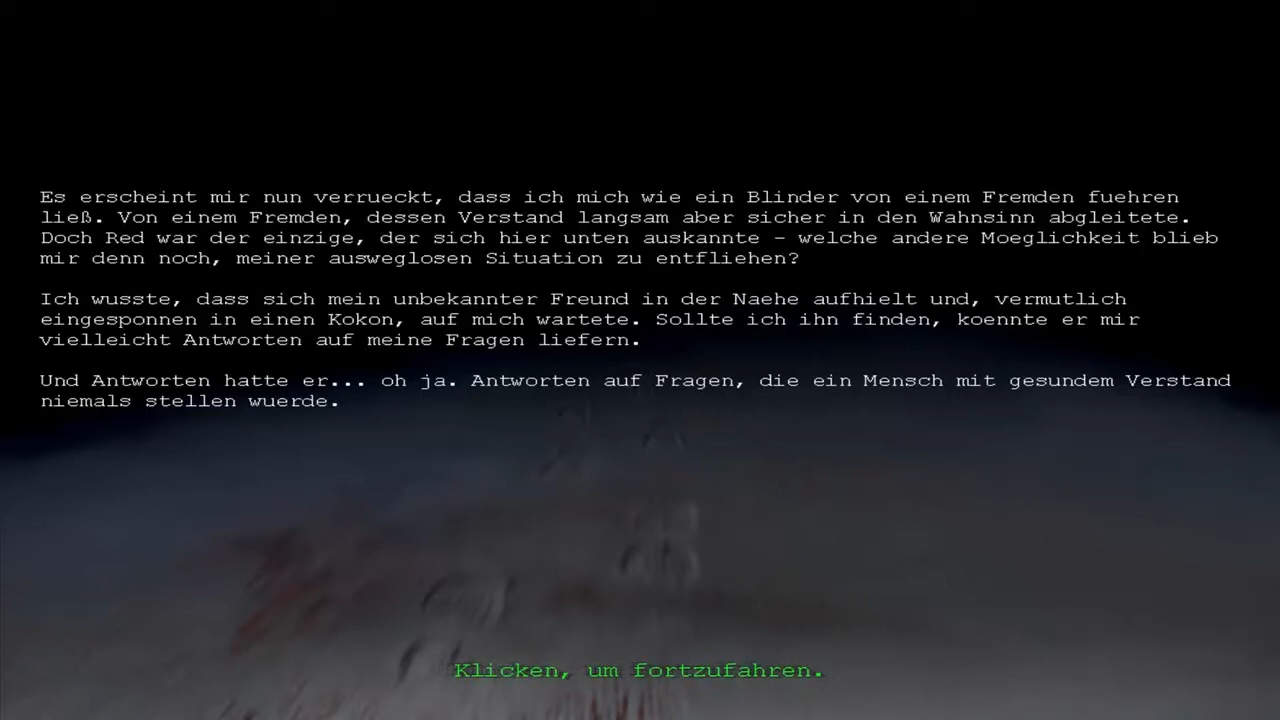 Es erscheint mir nun verrueckt, dass ich mich wie ein Blinder von einem Fremden fuehren
ließ. Von einem Fremden, dessen Verstand langsam aber sicher in den Wahnsinn abgleitete.
Doch Red war der einzige, der sich hier unten auskannte - welche andere Moeglichkeit blieb
mir denn noch, meiner ausweglosen Situation zu entfliehen?
Ich wusste, dass sich mein unbekannter Freund in der Naehe aufhielt und, vermutlich
eingesponnen in einen Kokon, auf mich wartete. Sollte ich ihn finden, koennte er mir
vielleicht Antworten auf meine Fragen liefern.
Und Antworten hatte er... oh ja. Antworten auf Fragen, die ein Mensch mit gesundem Verstand
niemals stellen wuerde.
Klicken, um fortzufahren.